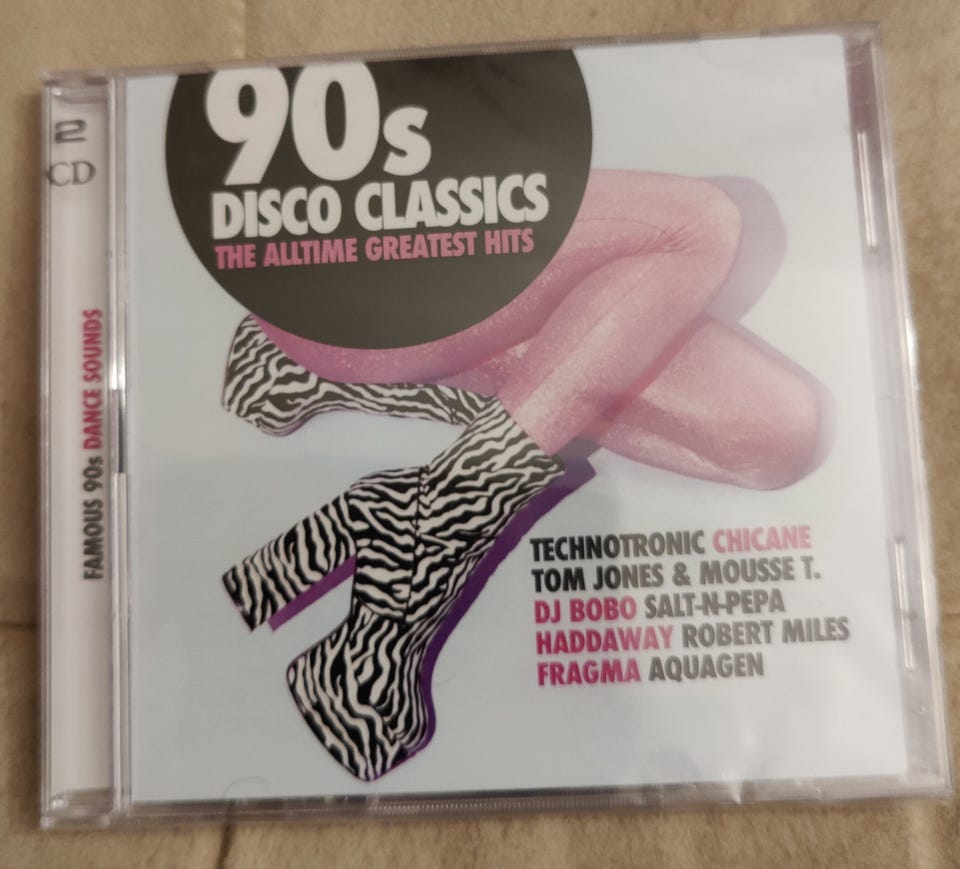 2
CD
FAMOUS 90s DANCE SOUNDS
90s
DISCO CLASSICS
THE ALLTIME GREATEST HITS
TECHNOTRONIC CHICANE
TOM JONES & MOUSSE T.
DJ BOBO SALT-N-PEPA
HADDAWAY ROBERT MILES
FRAGMA AQUAGEN